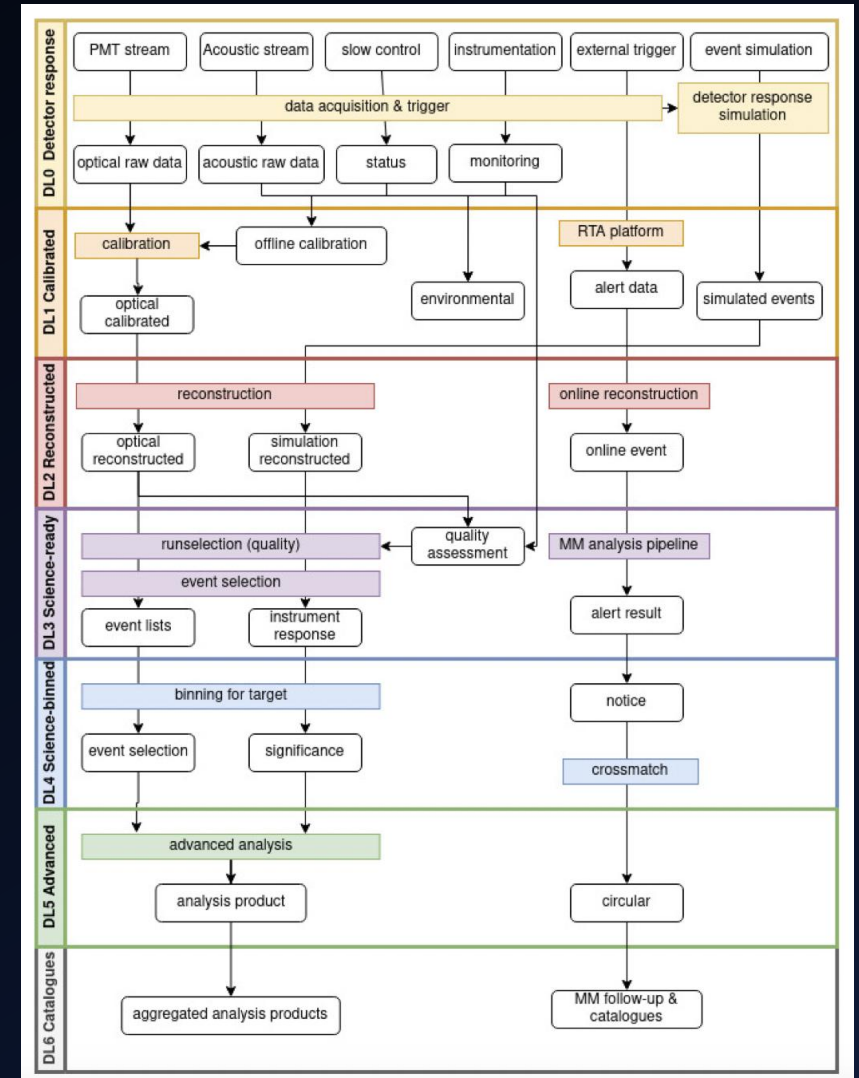 DL0 Detector response
PMT stream
Acoustic stream
slow control
instrumentation
external trigger
event simulation
data acquisition & trigger
detector response
simulation
optical raw data
acoustic raw data
status
monitoring
DL1 Calibrated
calibration
offline calibration
RTA platform
optical
calibrated
environmental
alert data
simulated events
DL2 Reconstructed
reconstruction
online reconstruction
optical
reconstructed
simulation
reconstructed
online event
DL3 Science-ready
runselection (quality)
quality
assessment
MM analysis pipeline
event selection
event lists
instrument
response
alert result
DL4 Science-binned
binning for target
notice
event selection
significance
crossmatch
DL5 Advanced
advanced analysis
analysis product
circular
DL6 Catalogues
aggregated analysis products
MM follow-up &
catalogues